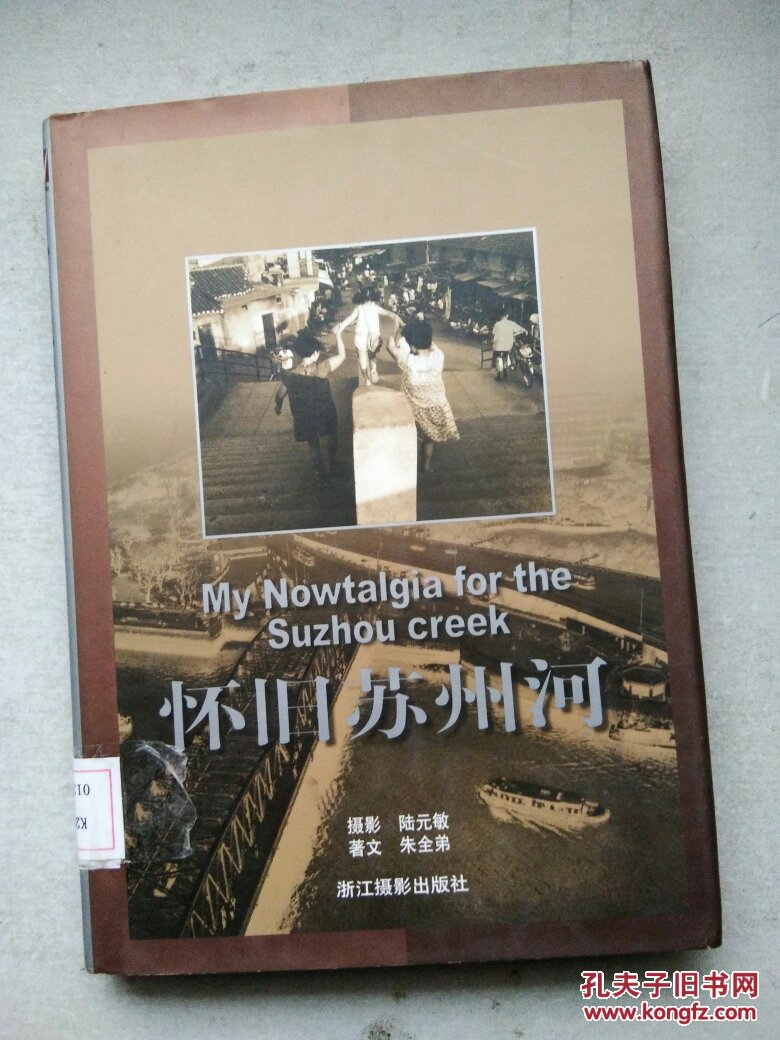 My Nowtalgia for the
Suzhou creek
怀旧苏州河
摄影 陆元敏
著文 朱全弟
浙江摄影出版社
孔夫子旧书网
www.kongfz.com